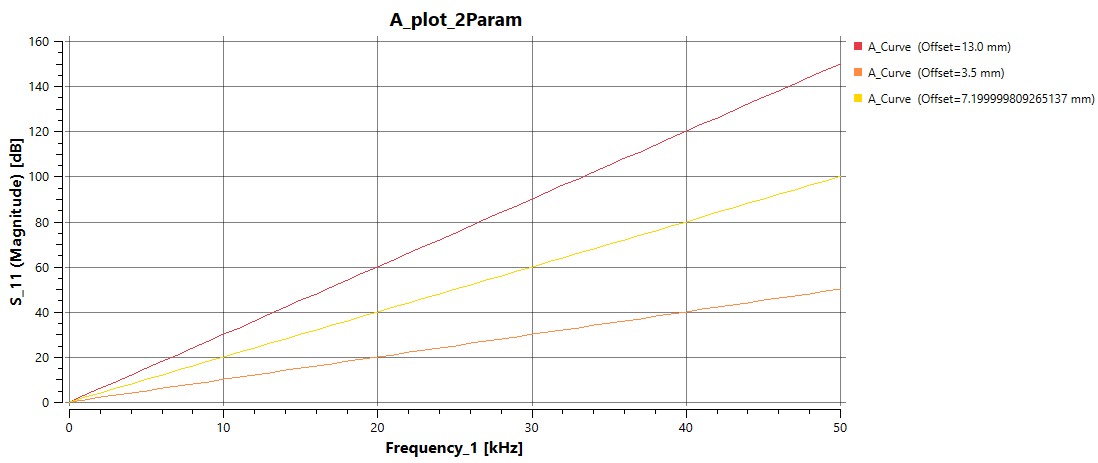 A_plot_2Param
A_Curve (Offset=13.0 mm)
A_Curve (Offset=3.5 mm)
A_Curve (Offset=7.199999809265137 mm)
S_11 (Magnitude) [dB]
160
140
120
100
80
60
40
20
0
0 10 20 30 40 50
Frequency_1 [kHz]